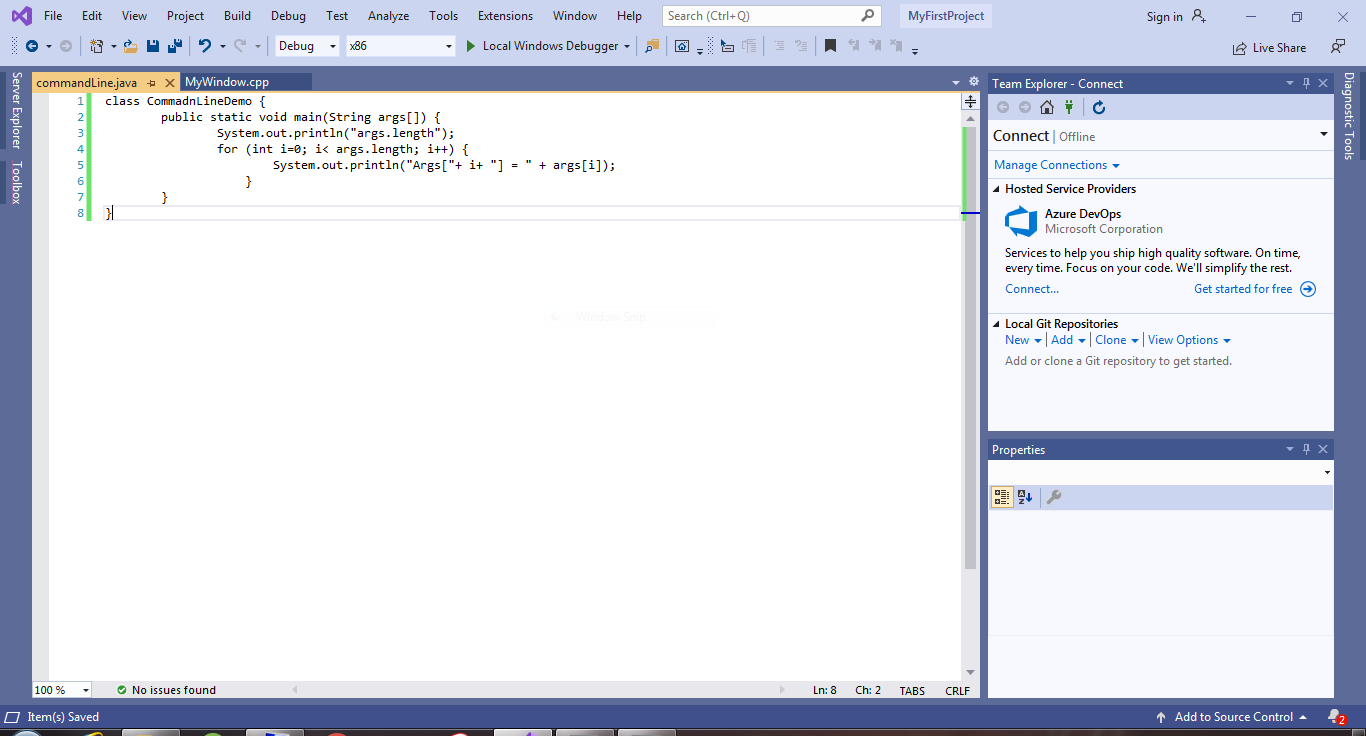 File Edit View Project Build Debug Test Analyze Tools Extensions Window Help Search (Ctrl+Q) MyFirstProject Sign in
Debug x86 Local Windows Debugger Live Share
Server Explorer
Toolbox
commandLine.java MyWindow.cpp
1 class CommadnLineDemo {
2 public static void main(String args[]) {
3 System.out.println("args.length");
4 for (int i=0; i< args.length; i++) {
5 System.out.println("Args["+ i+ "] = " + args[i]);
6 }
7 }
8 }
Window Snip
100 % No issues found Ln: 8 Ch: 2 TABS CRLF
Team Explorer - Connect
Connect | Offline
Manage Connections
Hosted Service Providers
Azure DevOps
Microsoft Corporation
Services to help you ship high quality software. On time,
every time. Focus on your code. We'll simplify the rest.
Connect... Get started for free
Local Git Repositories
New Add Clone View Options
Add or clone a Git repository to get started.
Properties
Diagnostic Tools
Item(s) Saved Add to Source Control 2